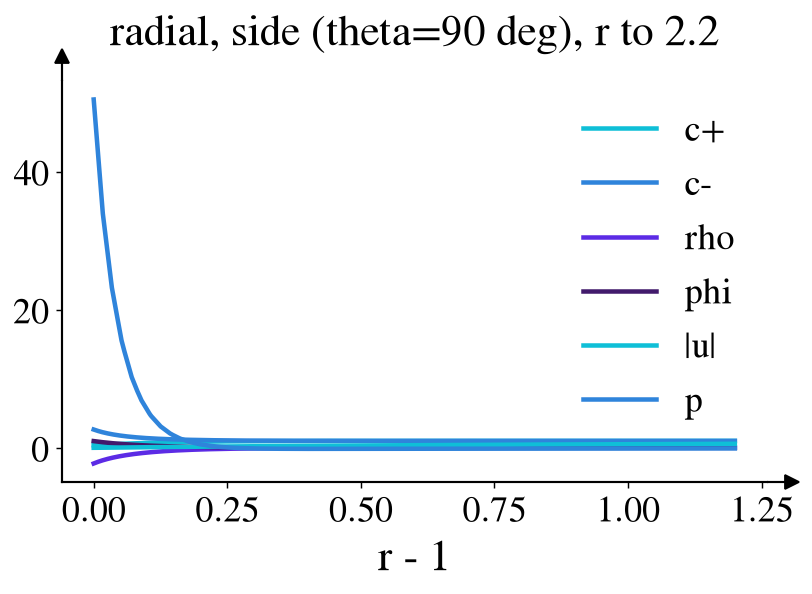 radial, side (theta=90 deg), r to 2.2
c+
c-
rho
phi
|u|
p
40
20
0
0.00 0.25 0.50 0.75 1.00 1.25
r - 1